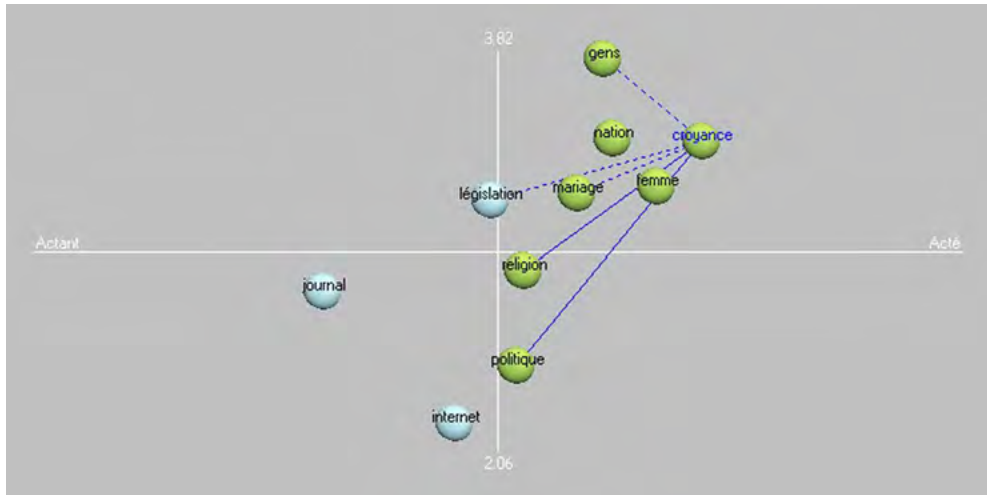 3.82
gens
nation
croyance
législation
mariage
femme
Actant
Acté
religion
journal
politique
internet
2.06